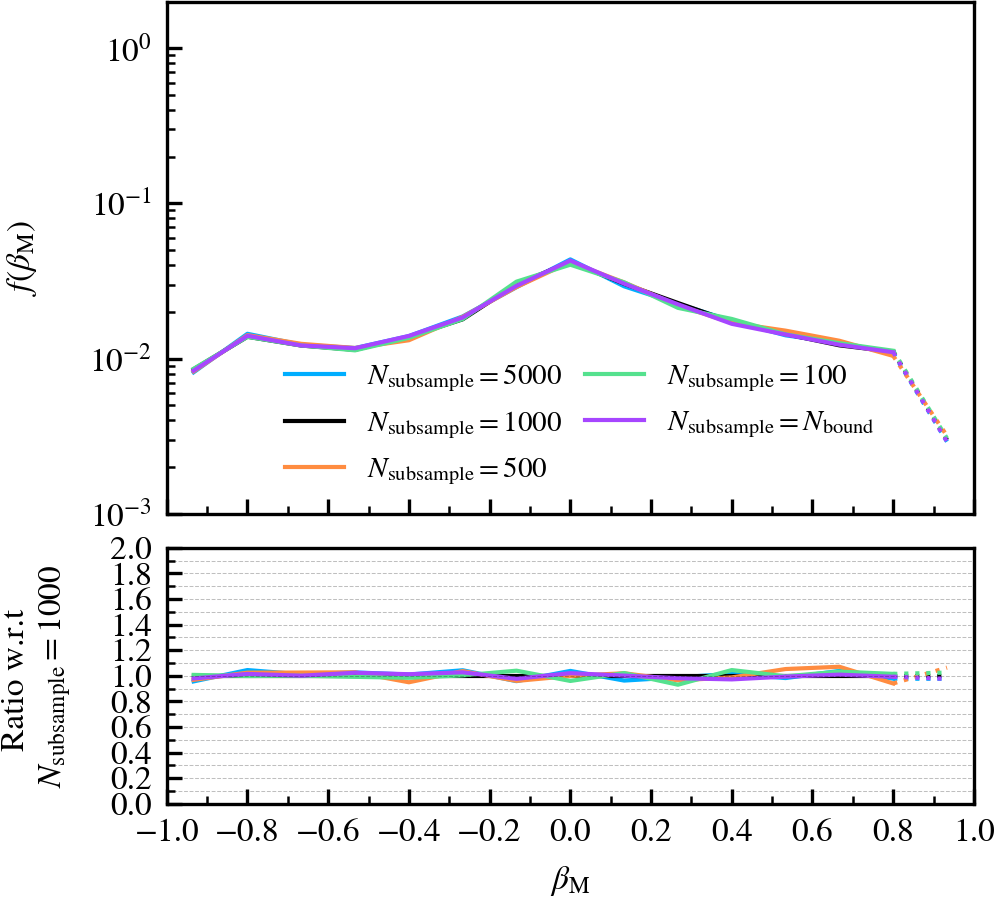 10⁰
10⁻¹
10⁻²
10⁻³
f(β_M)
N_subsample = 5000
N_subsample = 1000
N_subsample = 500
N_subsample = 100
N_subsample = N_bound
2.0
1.8
1.6
1.4
1.2
1.0
0.8
0.6
0.4
0.2
0.0
Ratio w.r.t
N_subsample = 1000
−1.0 −0.8 −0.6 −0.4 −0.2 0.0 0.2 0.4 0.6 0.8 1.0
β_M